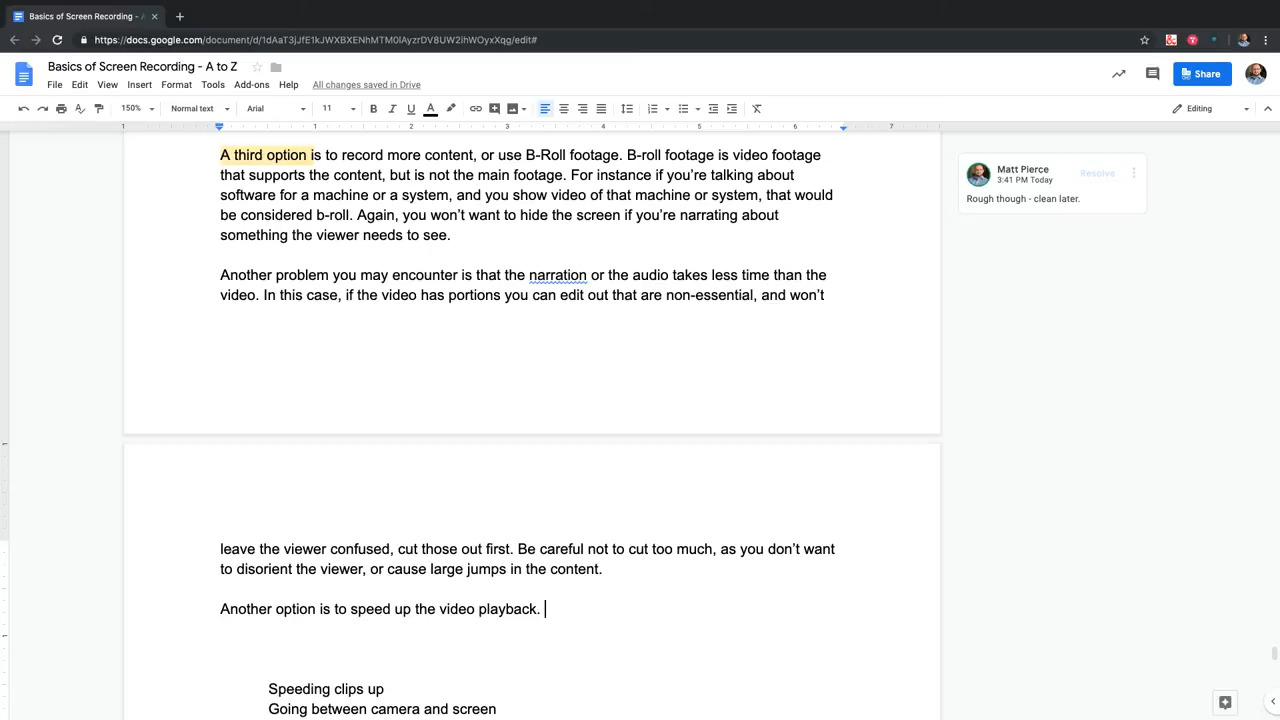 Basics of Screen Recording - A
https://docs.google.com/document/d/1dAaT3jJfE1kJWXBXENhMTM0lAyzrDV8UW2ihWOyxXqg/edit#
Basics of Screen Recording - A to Z
File Edit View Insert Format Tools Add-ons Help All changes saved in Drive
Share
150% Normal text Arial 11 B I U A Editing
1 1 2 3 4 5 6 7
A third option is to record more content, or use B-Roll footage. B-roll footage is video footage
that supports the content, but is not the main footage. For instance if you’re talking about
software for a machine or a system, and you show video of that machine or system, that would
be considered b-roll. Again, you won’t want to hide the screen if you’re narrating about
something the viewer needs to see.
Matt Pierce
3:41 PM Today
Resolve
Rough though - clean later.
Another problem you may encounter is that the narration or the audio takes less time than the
video. In this case, if the video has portions you can edit out that are non-essential, and won’t
leave the viewer confused, cut those out first. Be careful not to cut too much, as you don’t want
to disorient the viewer, or cause large jumps in the content.
Another option is to speed up the video playback.
Speeding clips up
Going between camera and screen